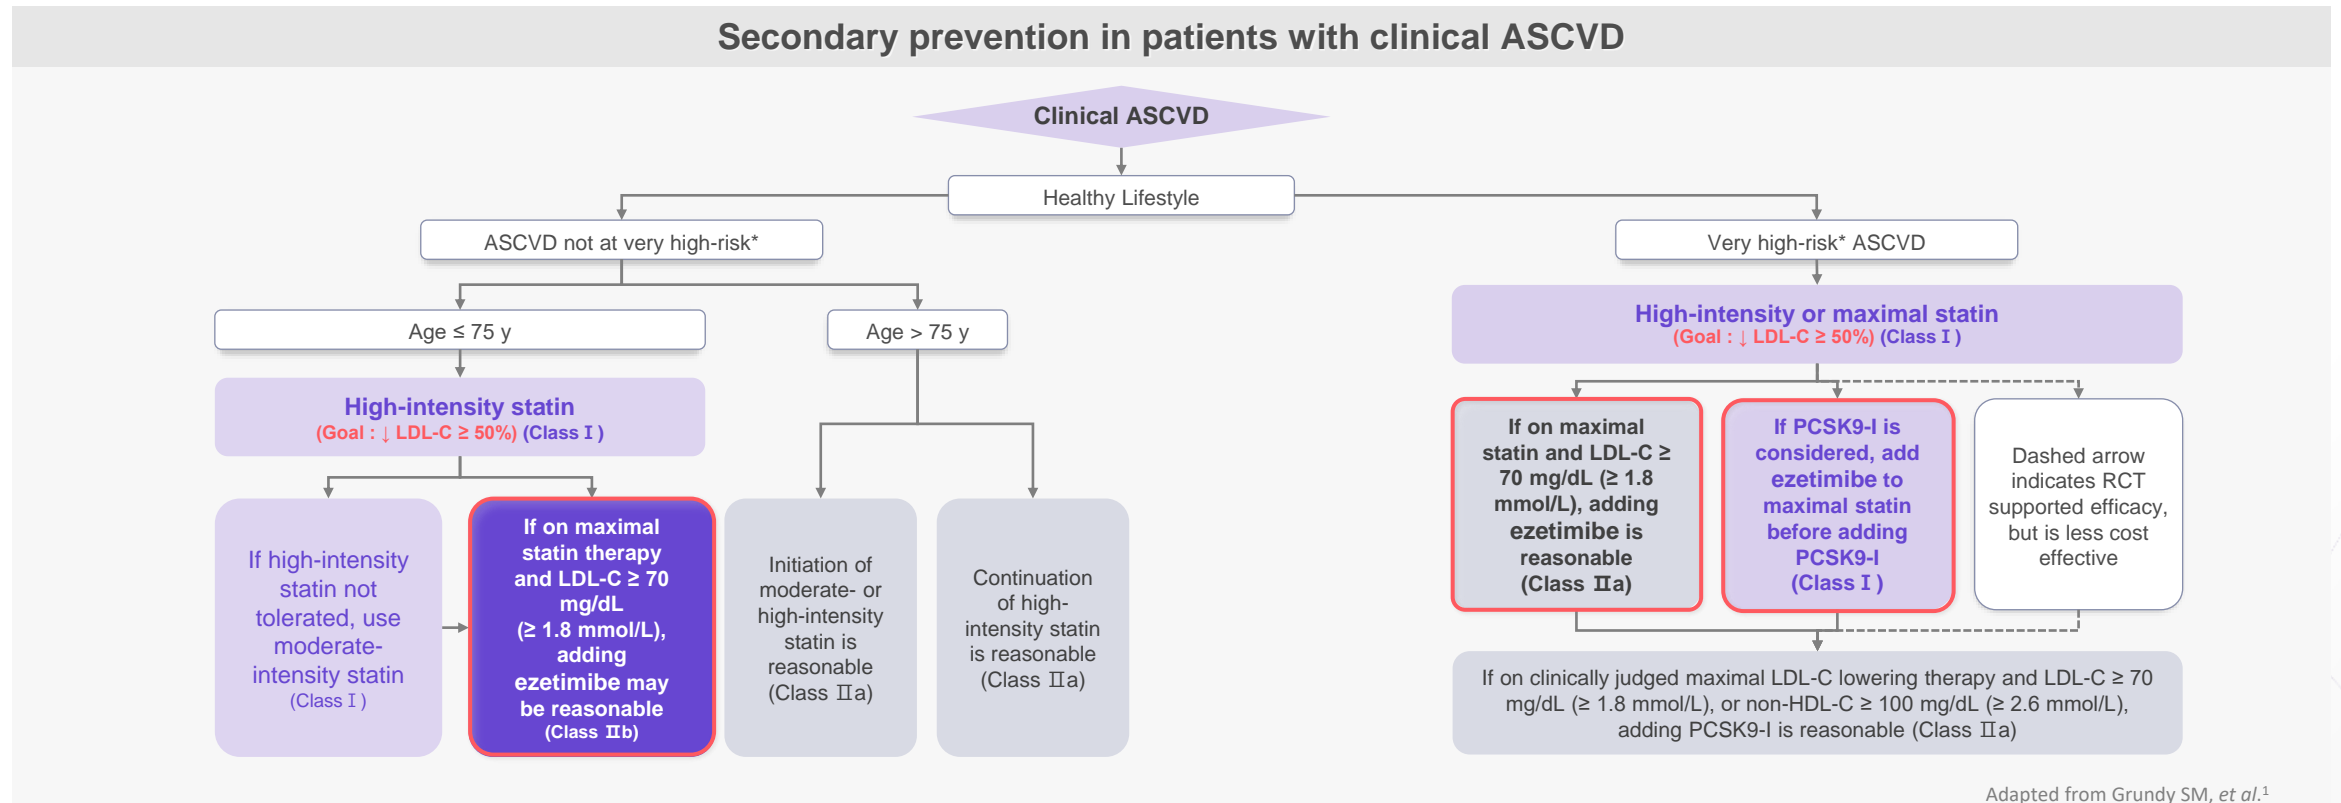 Secondary prevention in patients with clinical ASCVD
Clinical ASCVD
Healthy Lifestyle
ASCVD not at very high-risk*
Very high-risk* ASCVD
Age ≤ 75 y
Age > 75 y
High-intensity statin
(Goal : ↓ LDL-C ≥ 50%) (Class Ⅰ)
If high-intensity
statin not
tolerated, use
moderate-
intensity statin
(Class Ⅰ)
If on maximal
statin therapy
and LDL-C ≥ 70
mg/dL
(≥ 1.8 mmol/L),
adding
ezetimibe may
be reasonable
(Class Ⅱb)
Initiation of
moderate- or
high-intensity
statin is
reasonable
(Class Ⅱa)
Continuation
of high-
intensity statin
is reasonable
(Class Ⅱa)
High-intensity or maximal statin
(Goal : ↓ LDL-C ≥ 50%) (Class Ⅰ)
If on maximal
statin and LDL-C ≥
70 mg/dL (≥ 1.8
mmol/L), adding
ezetimibe is
reasonable
(Class Ⅱa)
If PCSK9-I is
considered, add
ezetimibe to
maximal statin
before adding
PCSK9-I
(Class Ⅰ)
Dashed arrow
indicates RCT
supported efficacy,
but is less cost
effective
If on clinically judged maximal LDL-C lowering therapy and LDL-C ≥ 70
mg/dL (≥ 1.8 mmol/L), or non-HDL-C ≥ 100 mg/dL (≥ 2.6 mmol/L),
adding PCSK9-I is reasonable (Class Ⅱa)
Adapted from Grundy SM, et al.¹